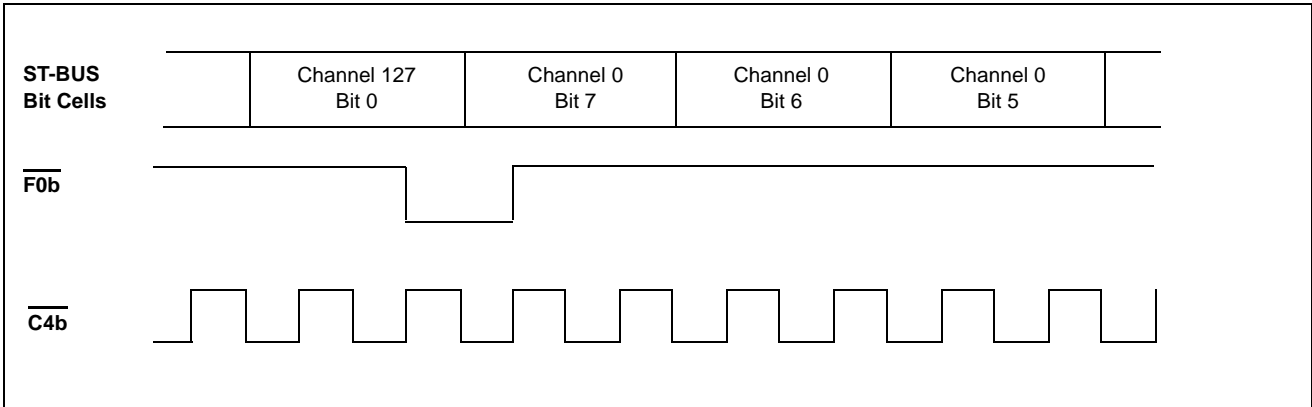 ST-BUS
Bit Cells
Channel 127
Bit 0
Channel 0
Bit 7
Channel 0
Bit 6
Channel 0
Bit 5
F0b
C4b